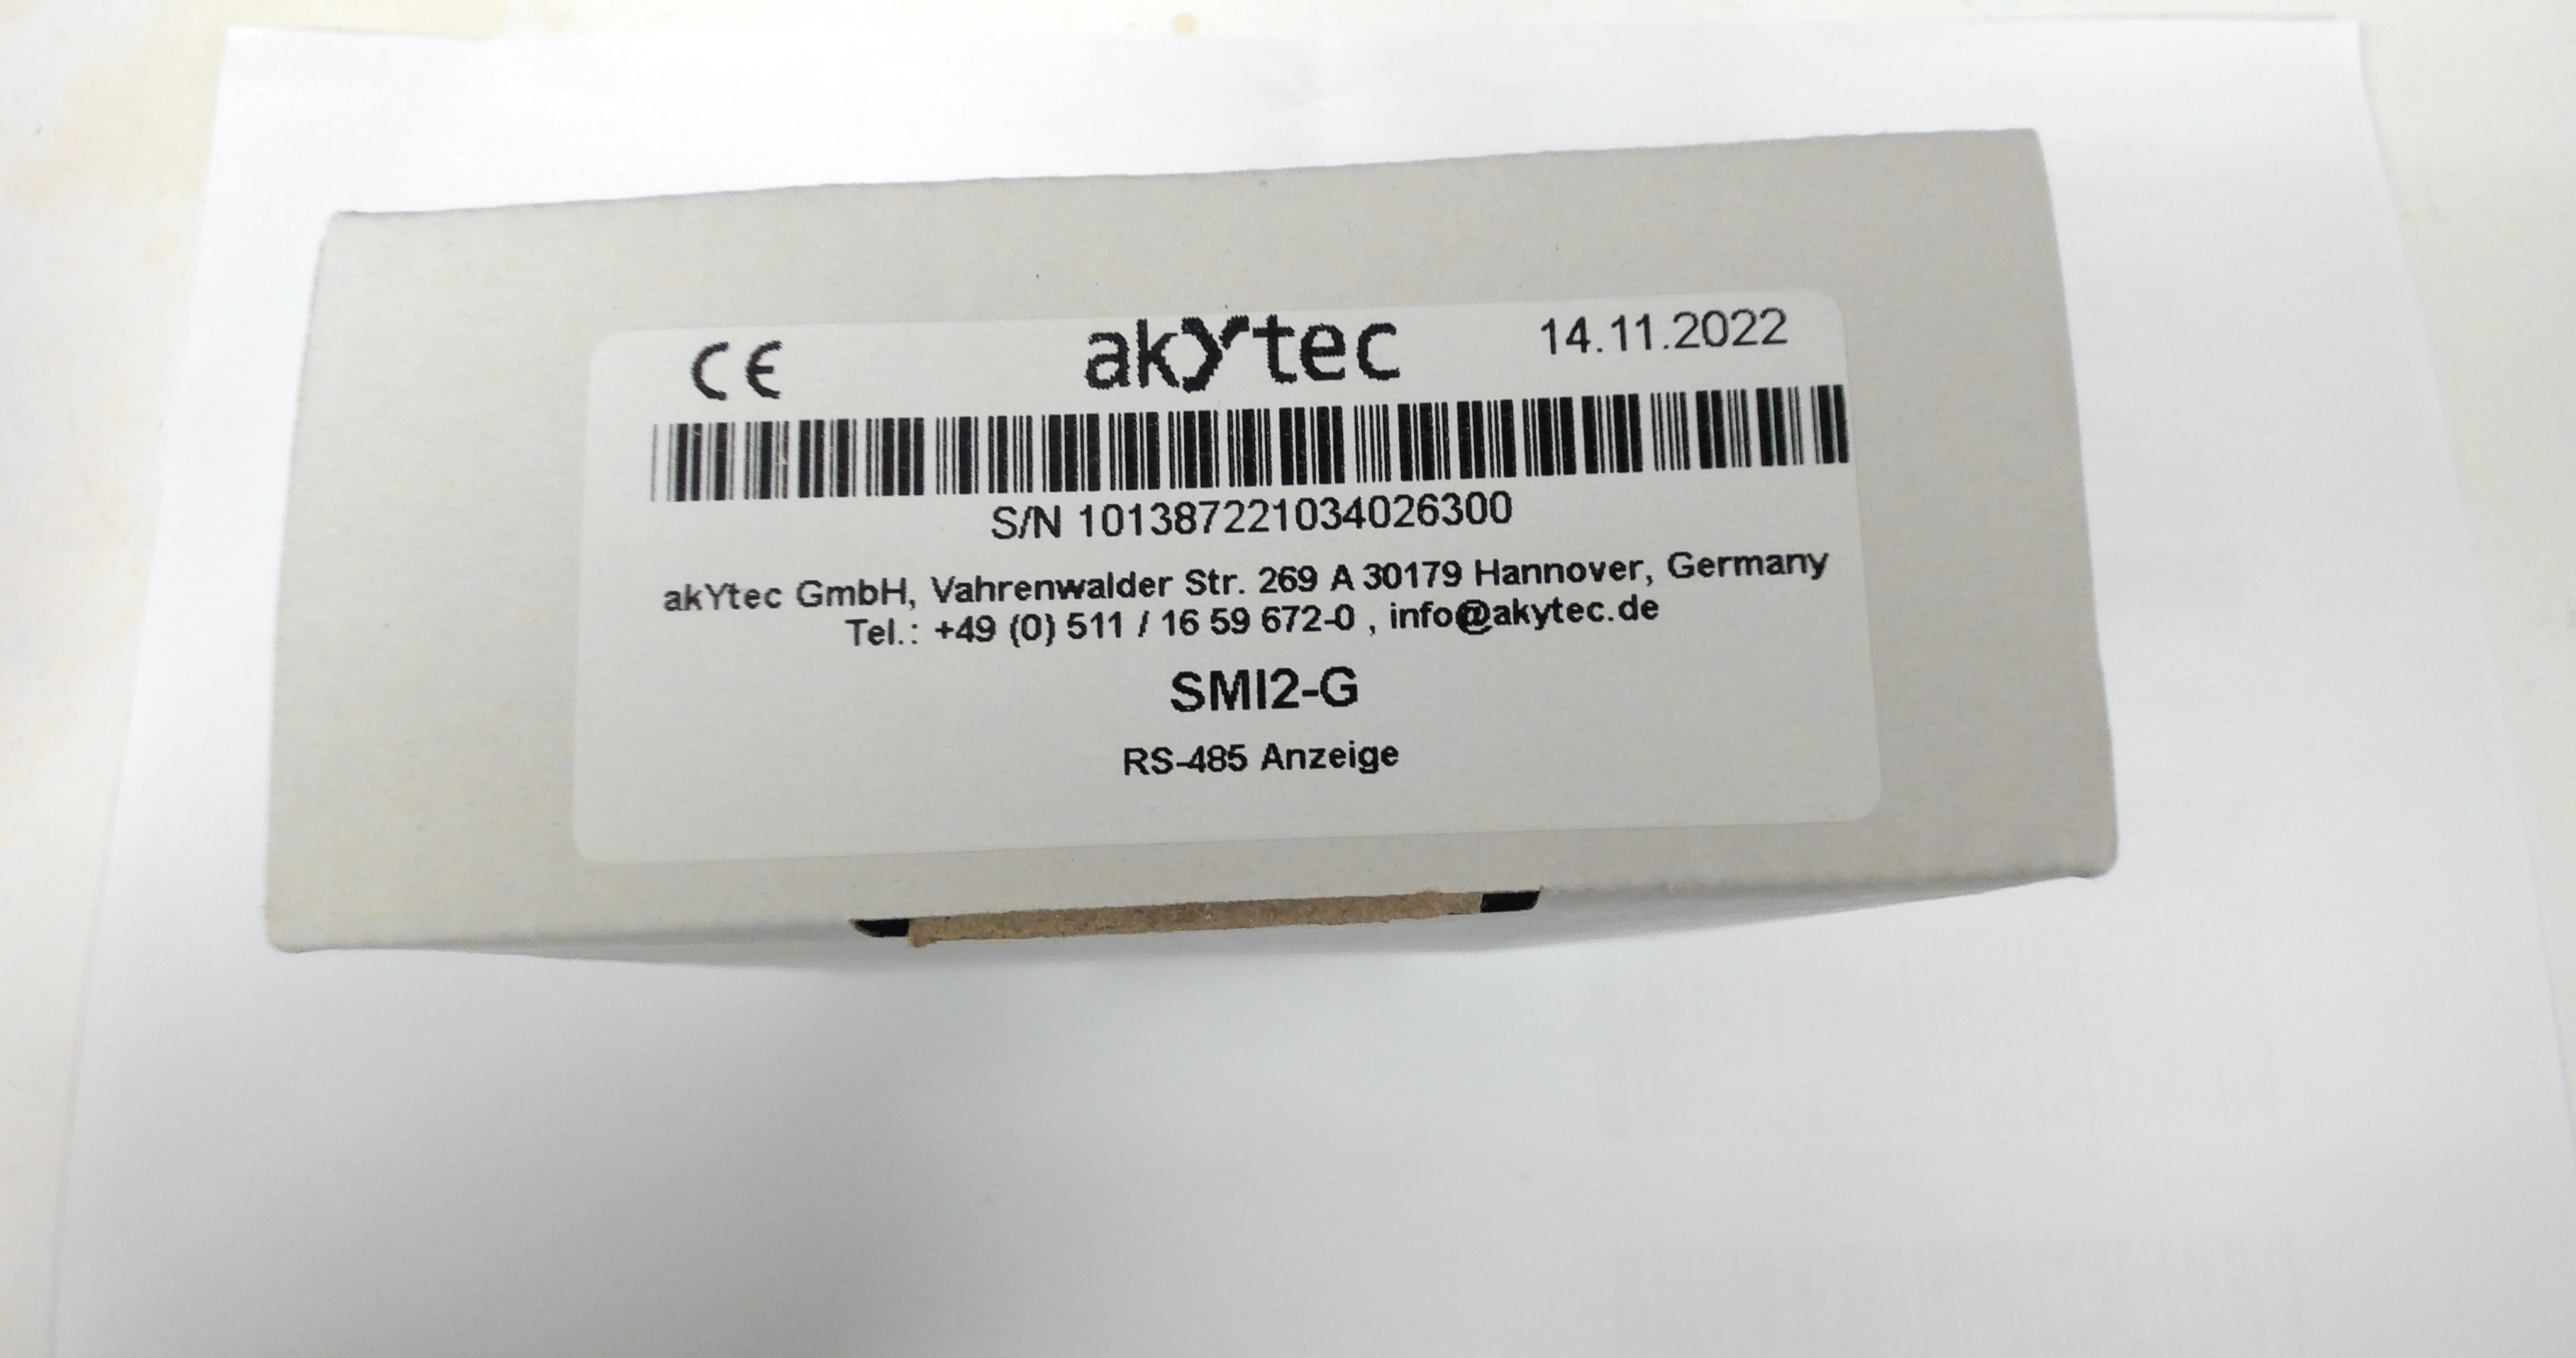 CE akYtec 14.11.2022
S/N 101387221034026300
akYtec GmbH, Vahrenwalder Str. 269 A 30179 Hannover, Germany
Tel.: +49 (0) 511 / 16 59 672-0 , info@akytec.de
SMI2-G
RS-485 Anzeige